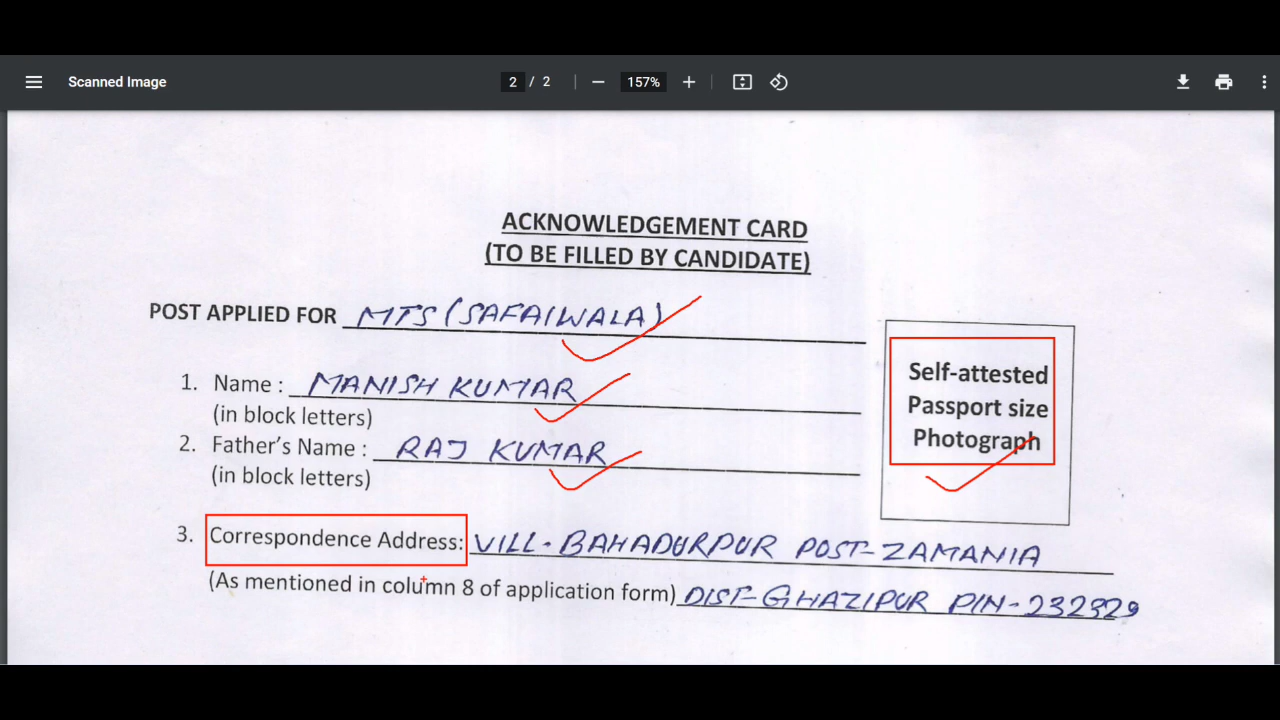 Scanned Image 2 / 2 157%
ACKNOWLEDGEMENT CARD
(TO BE FILLED BY CANDIDATE)
POST APPLIED FOR MTS (SAFAIWALA)
1. Name : MANISH KUMAR
(in block letters)
2. Father's Name : RAJ KUMAR
(in block letters)
Self-attested
Passport size
Photograph
3. Correspondence Address: VILL- BAHADURPUR POST- ZAMANIA
(As mentioned in column 8 of application form) DIST- GHAZIPUR PIN- 232329